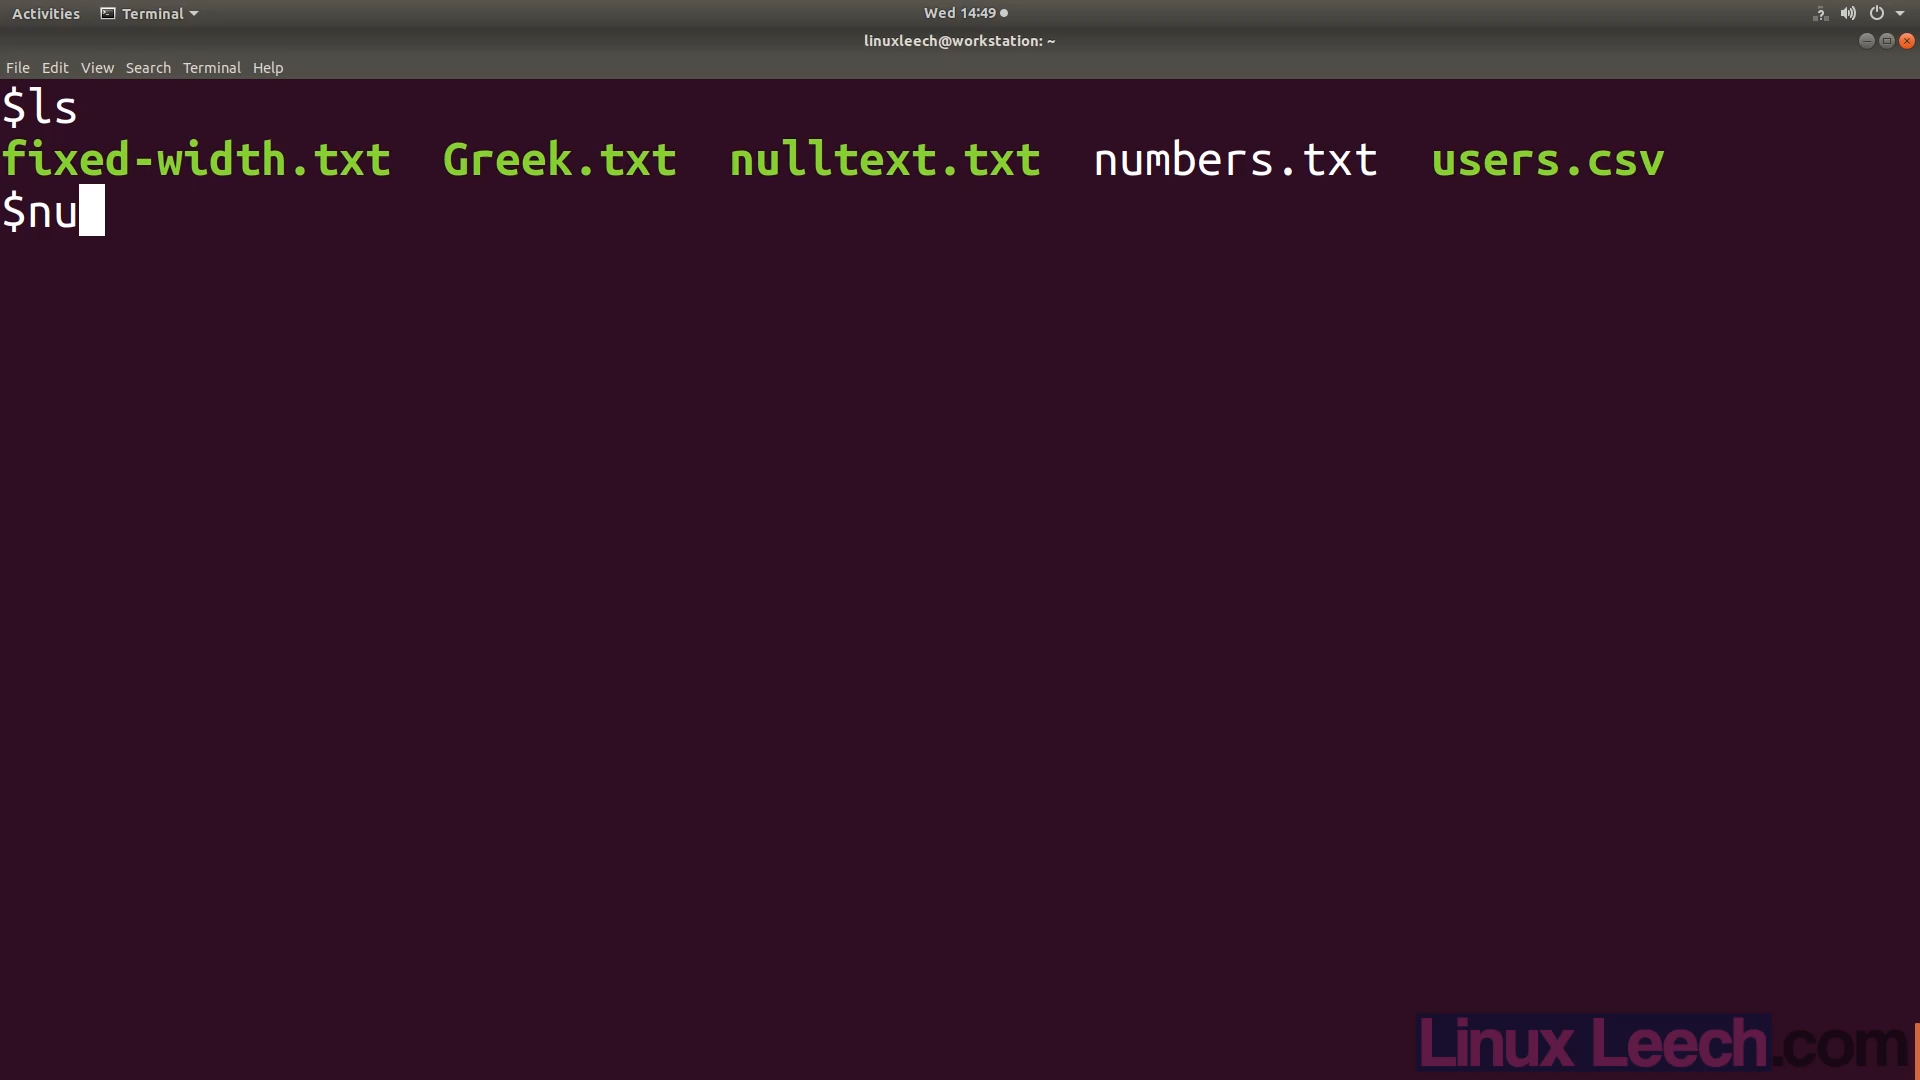 Activities Terminal Wed 14:49
linuxleech@workstation: ~
File Edit View Search Terminal Help
$ls
fixed-width.txt Greek.txt nulltext.txt numbers.txt users.csv
$nu
Linux Leech.com